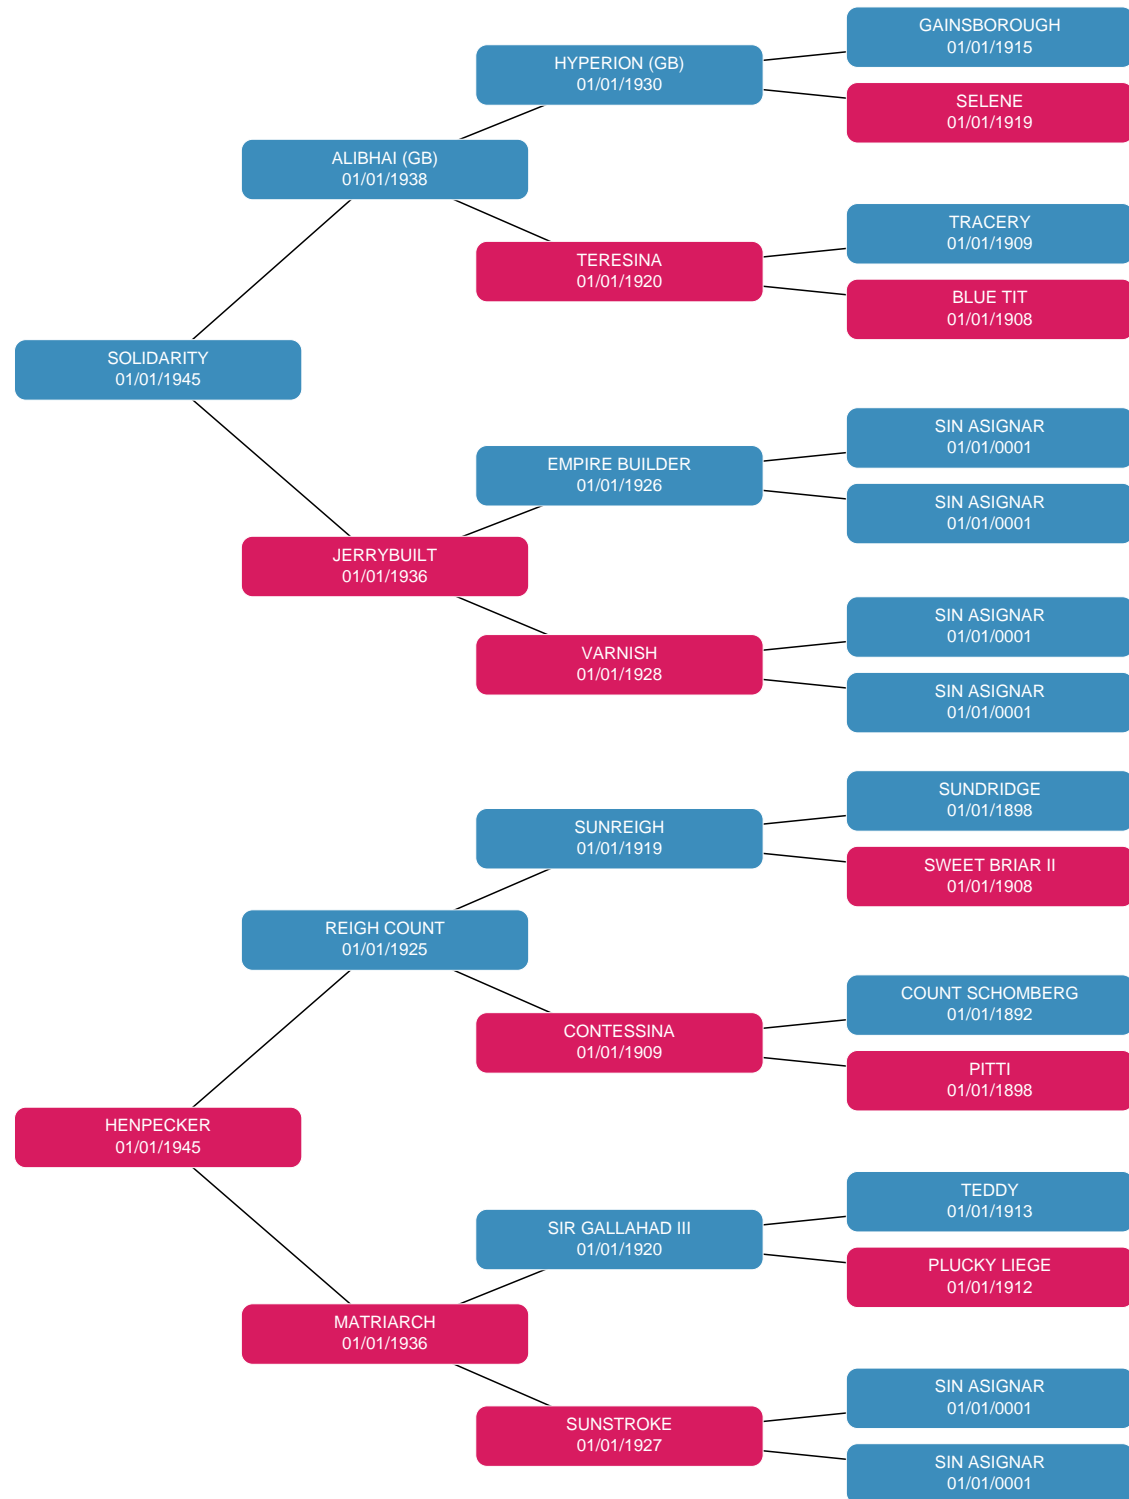 GAINSBOROUGH
01/01/1915
HYPERION (GB)
01/01/1930
SELENE
01/01/1919
ALIBHAI (GB)
01/01/1938
TRACERY
01/01/1909
TERESINA
01/01/1920
BLUE TIT
01/01/1908
SOLIDARITY
01/01/1945
SIN ASIGNAR
01/01/0001
EMPIRE BUILDER
01/01/1926
SIN ASIGNAR
01/01/0001
JERRYBUILT
01/01/1936
SIN ASIGNAR
01/01/0001
VARNISH
01/01/1928
SIN ASIGNAR
01/01/0001
SUNDRIDGE
01/01/1898
SUNREIGH
01/01/1919
SWEET BRIAR II
01/01/1908
REIGH COUNT
01/01/1925
COUNT SCHOMBERG
01/01/1892
CONTESSINA
01/01/1909
PITTI
01/01/1898
HENPECKER
01/01/1945
TEDDY
01/01/1913
SIR GALLAHAD III
01/01/1920
PLUCKY LIEGE
01/01/1912
MATRIARCH
01/01/1936
SIN ASIGNAR
01/01/0001
SUNSTROKE
01/01/1927
SIN ASIGNAR
01/01/0001